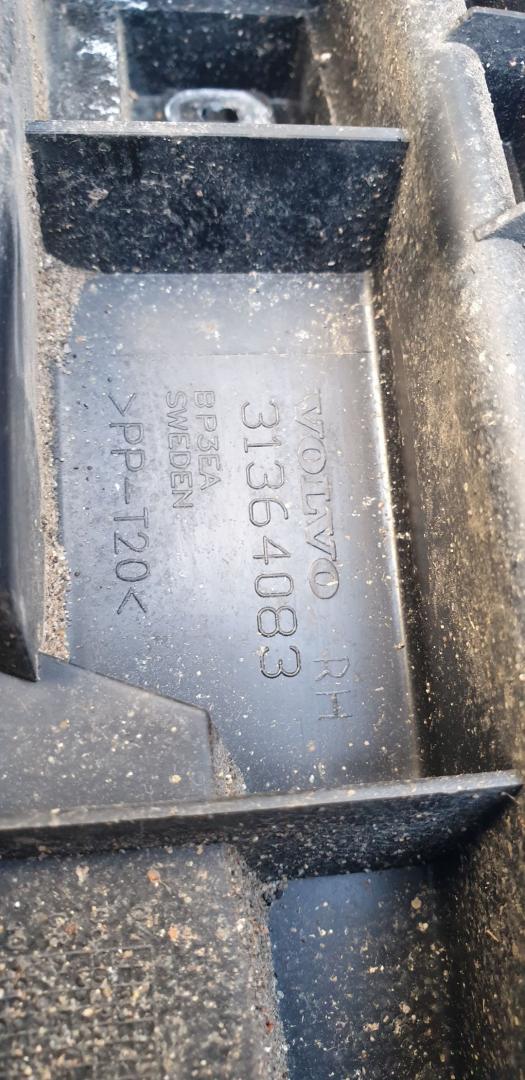 VOLVO RH
31364083
BP3EA
SWEDEN
>PP-T20<